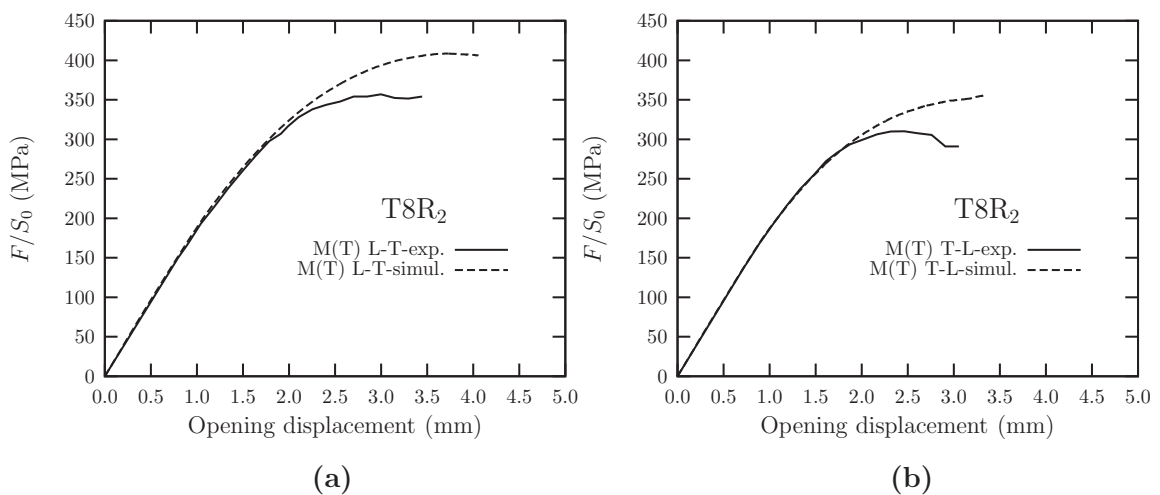 450
400
350
300
250
200
150
100
50
0
F/S₀ (MPa)
T8R₂
M(T) L-T-exp.
M(T) L-T-simul.
0.0 0.5 1.0 1.5 2.0 2.5 3.0 3.5 4.0 4.5 5.0
Opening displacement (mm)
(a)
450
400
350
300
250
200
150
100
50
0
F/S₀ (MPa)
T8R₂
M(T) T-L-exp.
M(T) T-L-simul.
0.0 0.5 1.0 1.5 2.0 2.5 3.0 3.5 4.0 4.5 5.0
Opening displacement (mm)
(b)